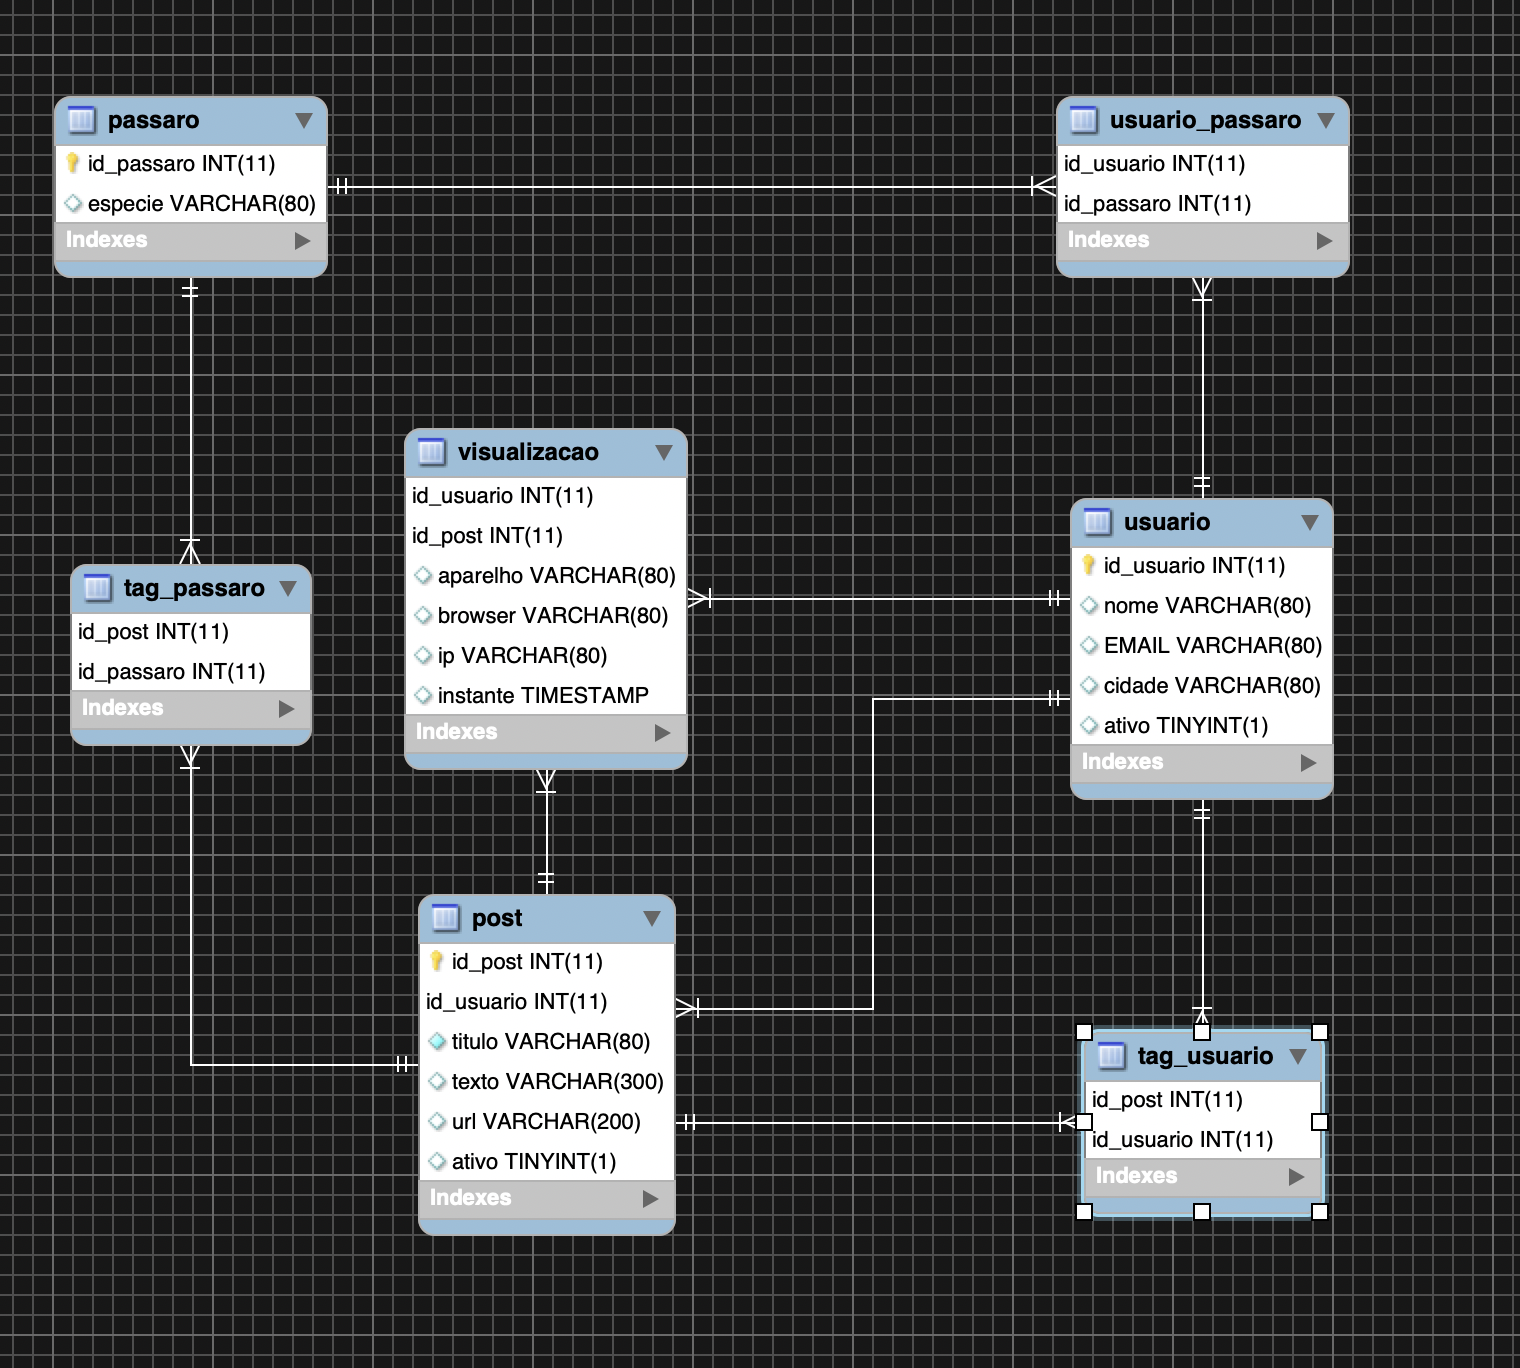 passaro
id_passaro INT(11)
especie VARCHAR(80)
Indexes
usuario_passaro
id_usuario INT(11)
id_passaro INT(11)
Indexes
visualizacao
id_usuario INT(11)
id_post INT(11)
aparelho VARCHAR(80)
browser VARCHAR(80)
ip VARCHAR(80)
instante TIMESTAMP
Indexes
usuario
id_usuario INT(11)
nome VARCHAR(80)
EMAIL VARCHAR(80)
cidade VARCHAR(80)
ativo TINYINT(1)
Indexes
tag_passaro
id_post INT(11)
id_passaro INT(11)
Indexes
post
id_post INT(11)
id_usuario INT(11)
titulo VARCHAR(80)
texto VARCHAR(300)
url VARCHAR(200)
ativo TINYINT(1)
Indexes
tag_usuario
id_post INT(11)
id_usuario INT(11)
Indexes